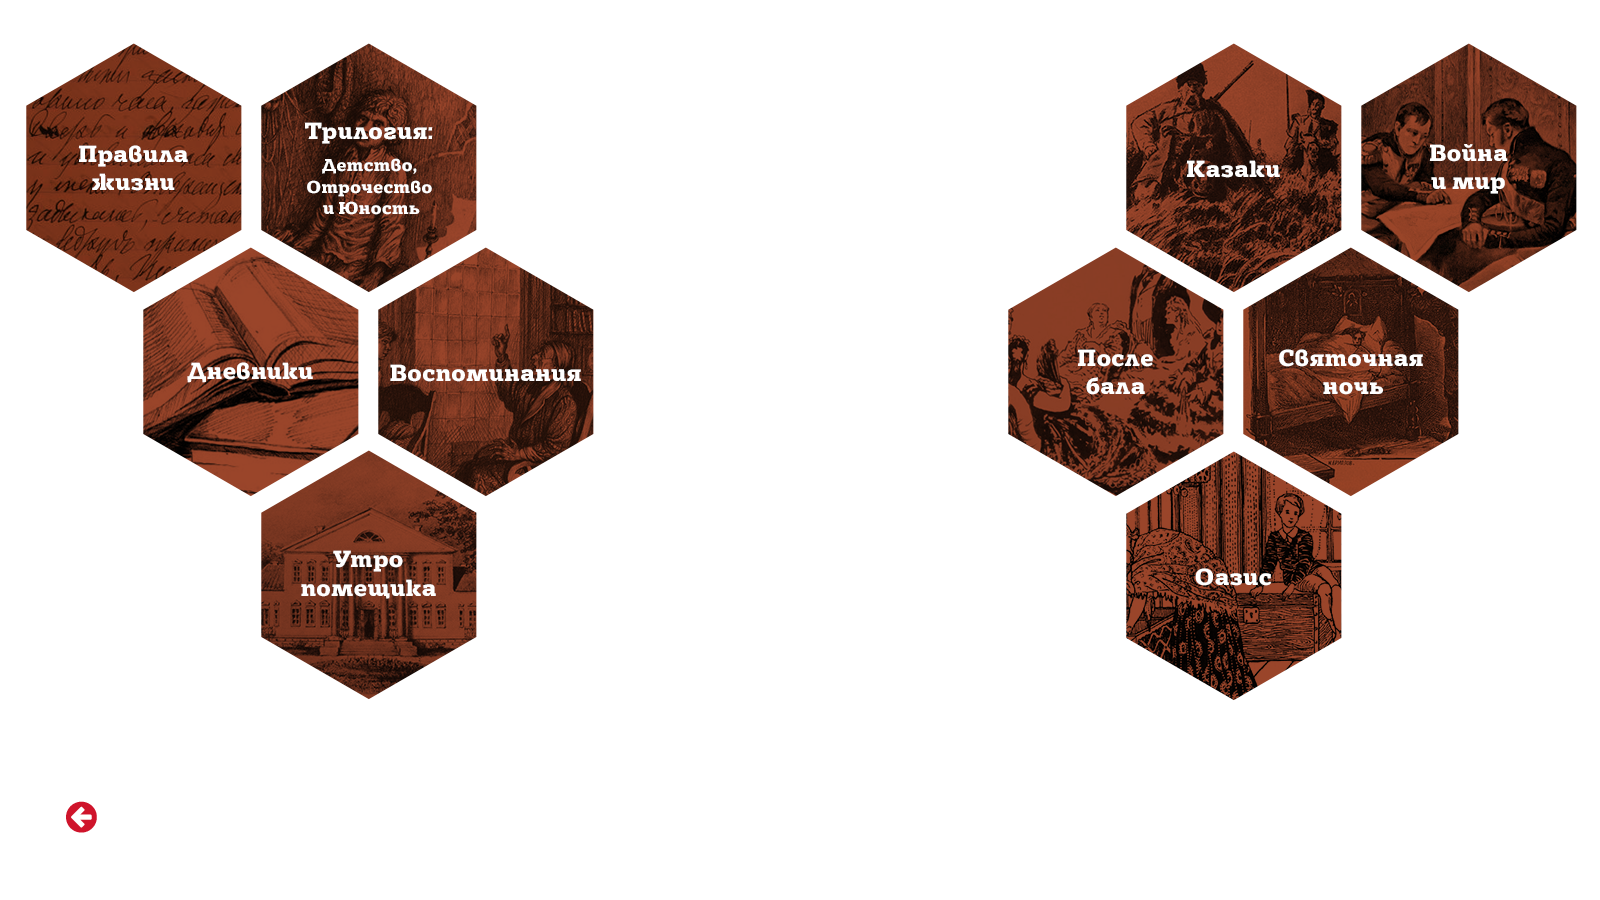 Правила
жизни
Трилогия:
Детство,
Отрочество
и Юность
Казаки
Война
и мир
Дневники
Воспоминания
После
бала
Святочная
ночь
Утро
помещика
Оазис